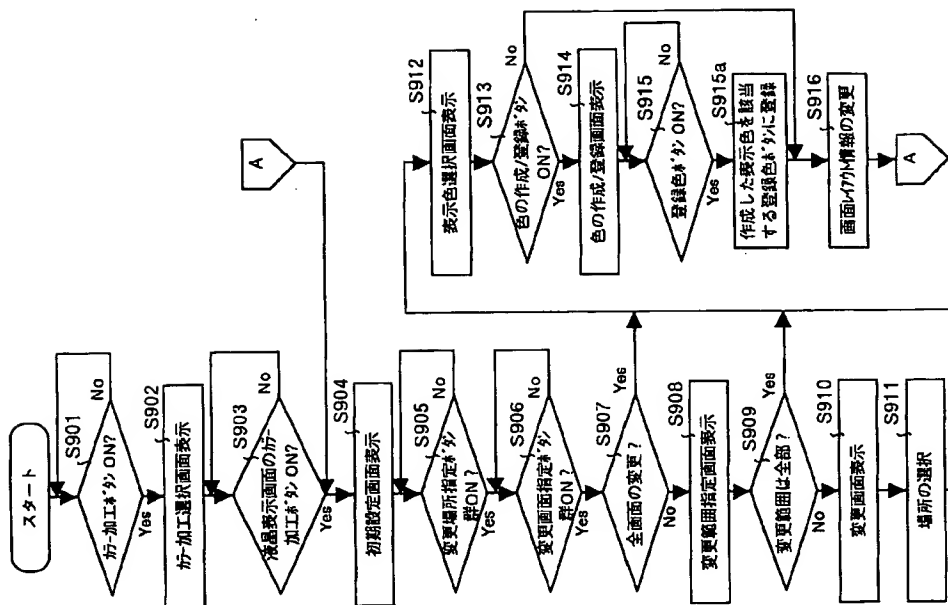 スタート
S901
カラー加工ボタン ON?
No
Yes
S902
カラー加工選択画面表示
S903
液晶表示画面のカラー
加工ボタン ON?
No
Yes
A
S904
初期設定画面表示
S905
変更場所指定ボタン
群ON?
No
Yes
S906
変更画面指定ボタン
群ON?
No
Yes
S907
全画面の変更?
Yes
No
S908
変更範囲指定画面表示
S909
変更範囲は全部?
Yes
No
S910
変更画面表示
S911
場所の選択
S912
表示色選択画面表示
S913
色の作成/登録ボタン
ON?
No
Yes
S914
色の作成/登録画面表示
S915
登録色ボタン ON?
No
Yes
S915a
作成した表示色を該当
する登録色ボタンに登録
S916
画面レイアウト情報の変更
A